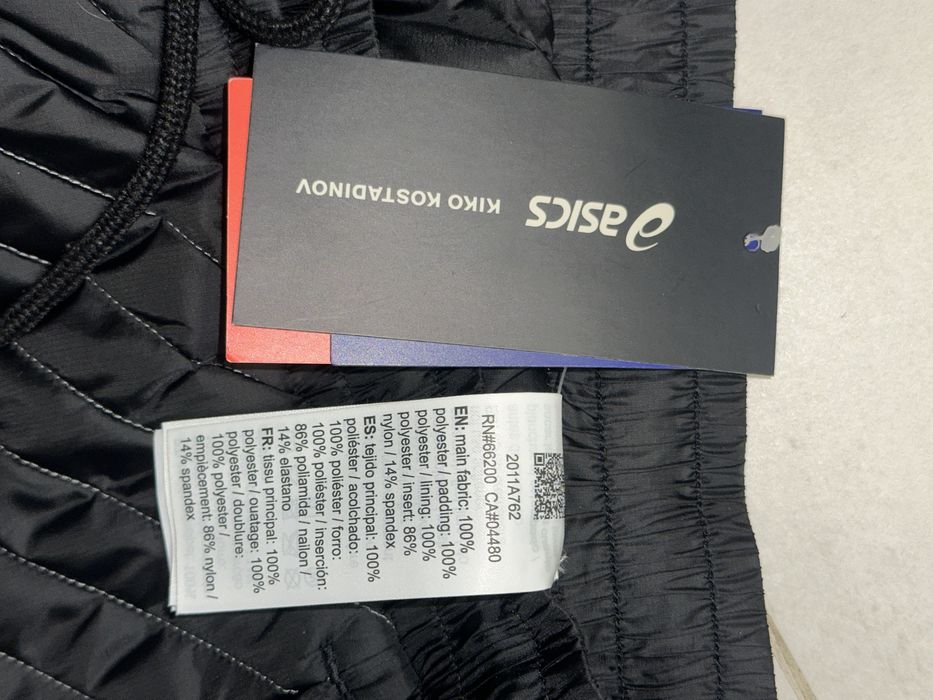 asics KIKO KOSTADINOV
2011A762
RN#66200 CA#04480
EN: main fabric: 100%
polyester / padding: 100%
polyester / lining: 100%
polyester / insert: 86%
nylon / 14% spandex
ES: tejido principal: 100%
poliéster / acolchado:
100% poliéster / forro:
100% poliéster / inserción:
86% poliamida / nailon /
14% elastano
FR: tissu principal: 100%
polyester / ouatage: 100%
polyester / doublure:
100% polyester /
emplècement: 86% nylon /
14% spandex